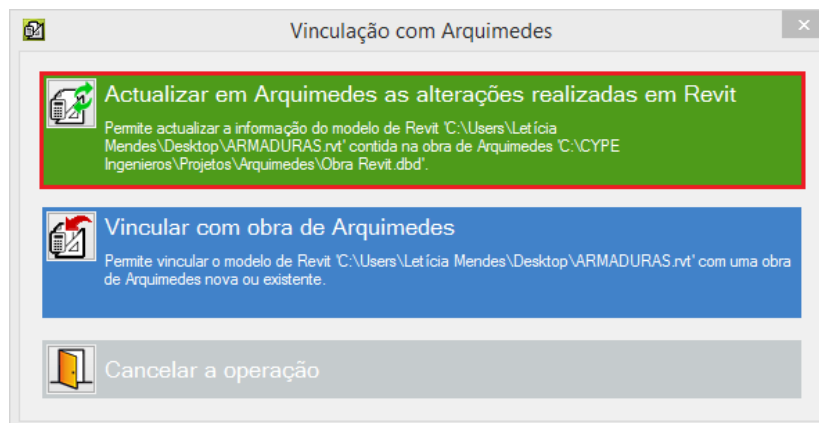 Vinculação com Arquimedes
Actualizar em Arquimedes as alterações realizadas em Revit
Permite actualizar a informação do modelo de Revit 'C:\Users\Letícia
Mendes\Desktop\ARMADURAS.rvt' contida na obra de Arquimedes 'C:\CYPE
Ingenieros\Projetos\Arquimedes\Obra Revit.dbd'.
Vincular com obra de Arquimedes
Permite vincular o modelo de Revit 'C:\Users\Letícia Mendes\Desktop\ARMADURAS.rvt' com uma obra
de Arquimedes nova ou existente.
Cancelar a operação